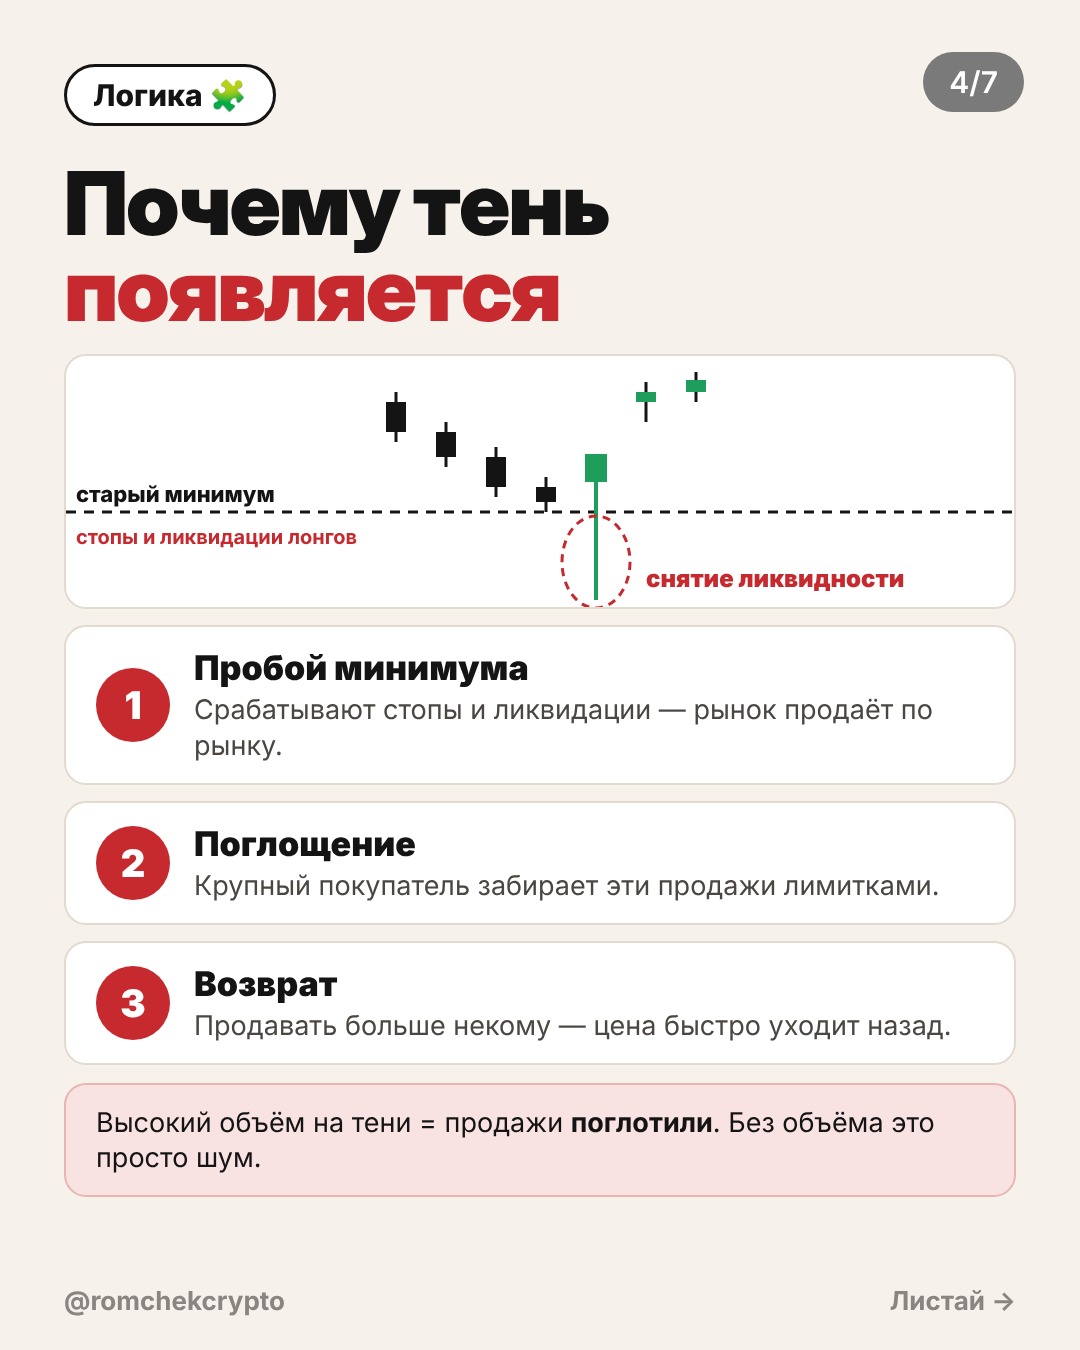 Логика 🧩
4/7
Почему тень
появляется
старый минимум
стопы и ликвидации лонгов
снятие ликвидности
1
Пробой минимума
Срабатывают стопы и ликвидации — рынок продаёт по
рынку.
2
Поглощение
Крупный покупатель забирает эти продажи лимитками.
3
Возврат
Продавать больше некому — цена быстро уходит назад.
Высокий объём на тени = продажи поглотили. Без объёма это
просто шум.
@romchekcrypto
Листай →